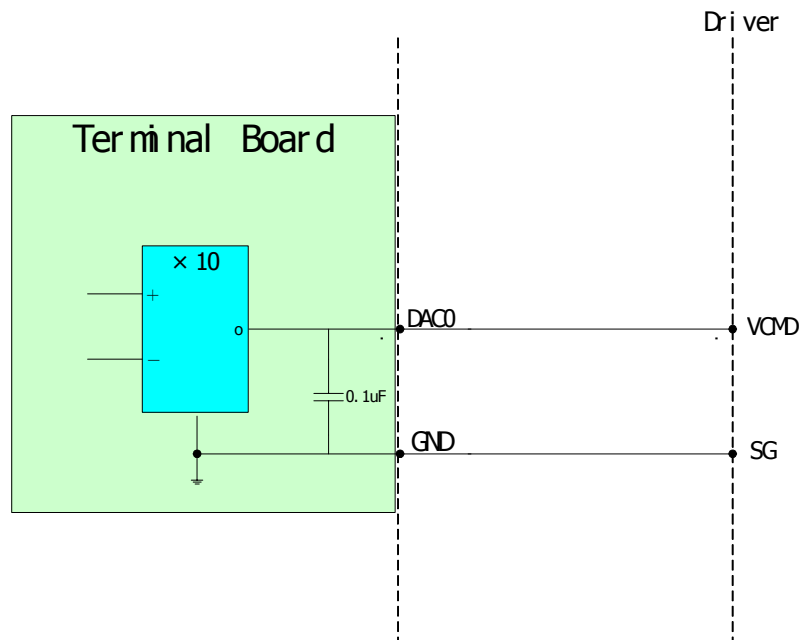 Driver
Terminal Board
× 10
+
o
DAC0
VCMD
−
0.1uF
GND
SG